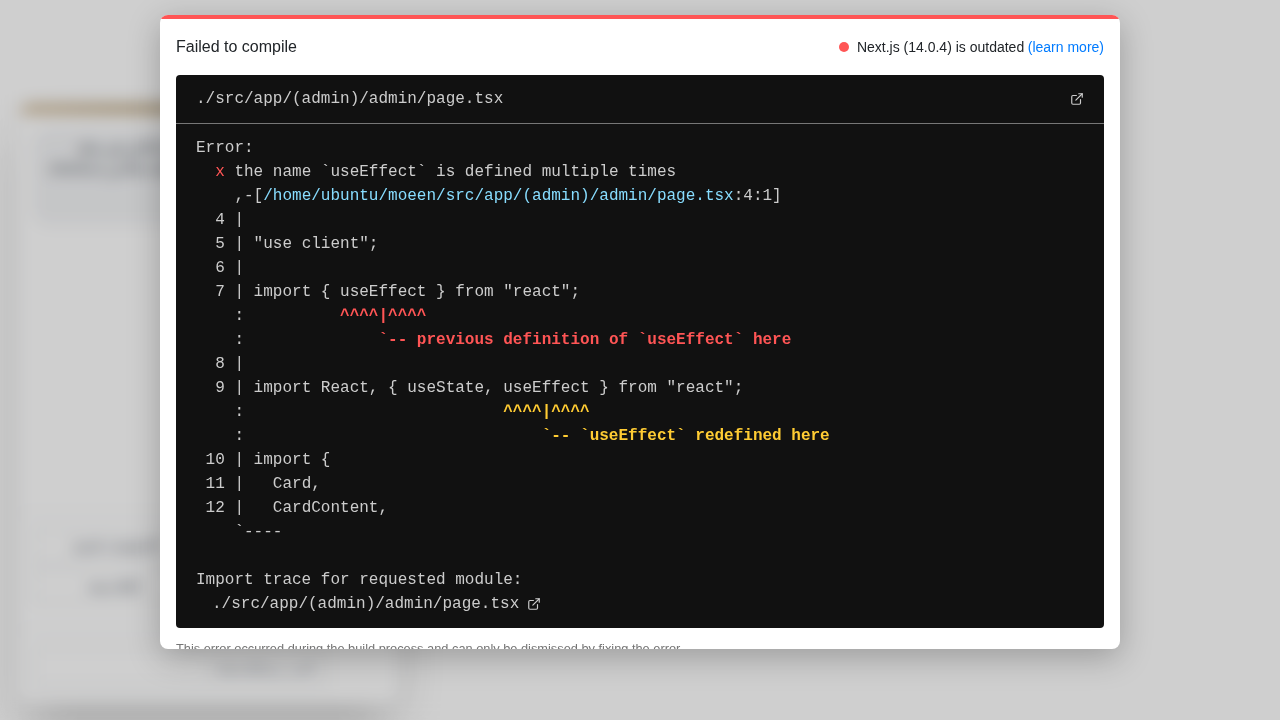 Failed to compile
Next.js (14.0.4) is outdated (learn more)
./src/app/(admin)/admin/page.tsx
Error:
  x the name `useEffect` is defined multiple times
    ,-[/home/ubuntu/moeen/src/app/(admin)/admin/page.tsx:4:1]
  4 |
  5 | "use client";
  6 |
  7 | import { useEffect } from "react";
    :          ^^^^|^^^^
    :              `-- previous definition of `useEffect` here
  8 |
  9 | import React, { useState, useEffect } from "react";
    :                           ^^^^|^^^^
    :                               `-- `useEffect` redefined here
 10 | import {
 11 |   Card,
 12 |   CardContent,
    `----
Import trace for requested module:
./src/app/(admin)/admin/page.tsx
This error occurred during the build process and can only be dismissed by fixing the error.